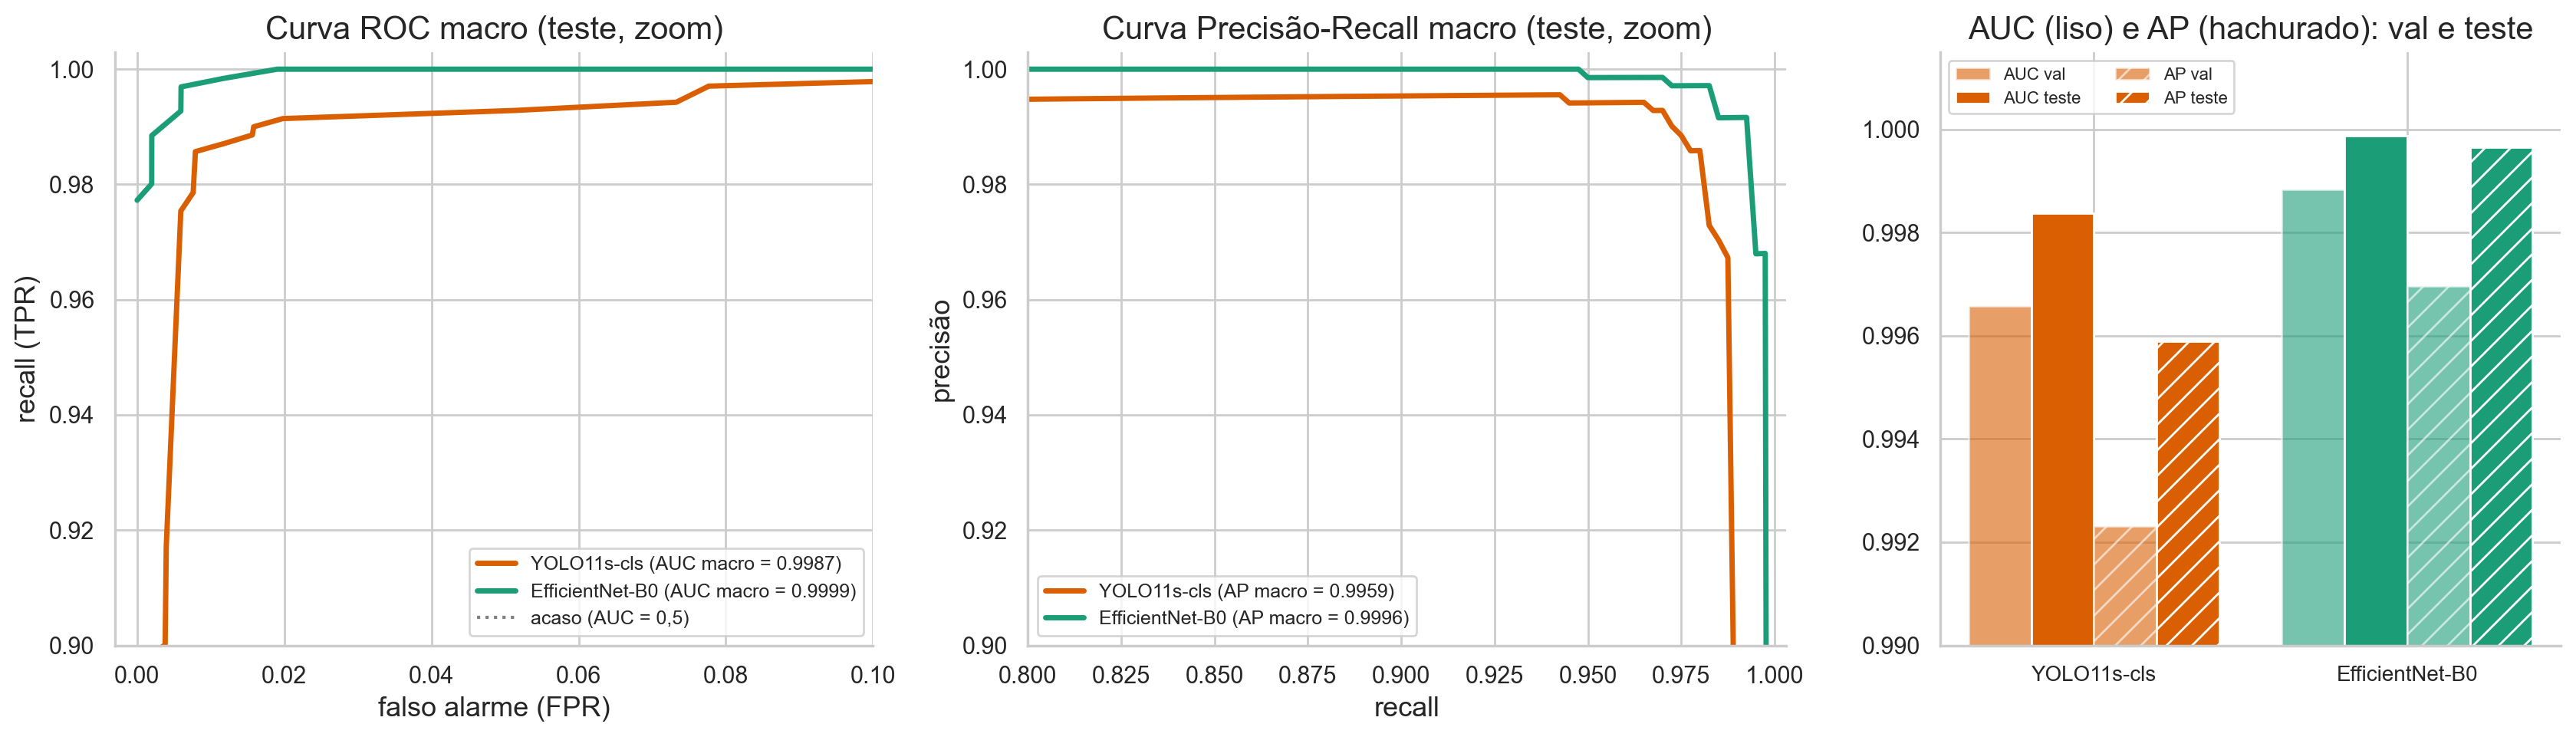 Curva ROC macro (teste, zoom)
1.00
0.98
0.96
0.94
0.92
0.90
recall (TPR)
0.00 0.02 0.04 0.06 0.08 0.10
falso alarme (FPR)
YOLO11s-cls (AUC macro = 0.9987)
EfficientNet-B0 (AUC macro = 0.9999)
acaso (AUC = 0,5)
Curva Precisão-Recall macro (teste, zoom)
1.00
0.98
0.96
0.94
0.92
0.90
precisão
0.800 0.825 0.850 0.875 0.900 0.925 0.950 0.975 1.000
recall
YOLO11s-cls (AP macro = 0.9959)
EfficientNet-B0 (AP macro = 0.9996)
AUC (liso) e AP (hachurado): val e teste
AUC val AP val
AUC teste AP teste
1.000
0.998
0.996
0.994
0.992
0.990
YOLO11s-cls EfficientNet-B0